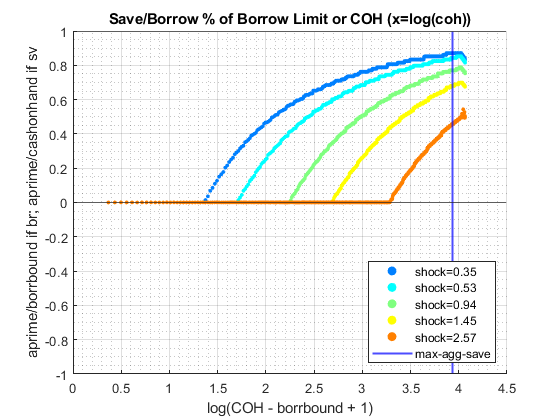 Save/Borrow % of Borrow Limit or COH (x=log(coh))
aprime/borrbound if br; aprime/cashonhand if sv
1
0.8
0.6
0.4
0.2
0
-0.2
-0.4
-0.6
-0.8
-1
shock=0.35
shock=0.53
shock=0.94
shock=1.45
shock=2.57
max-agg-save
0 0.5 1 1.5 2 2.5 3 3.5 4 4.5
log(COH - borrbound + 1)